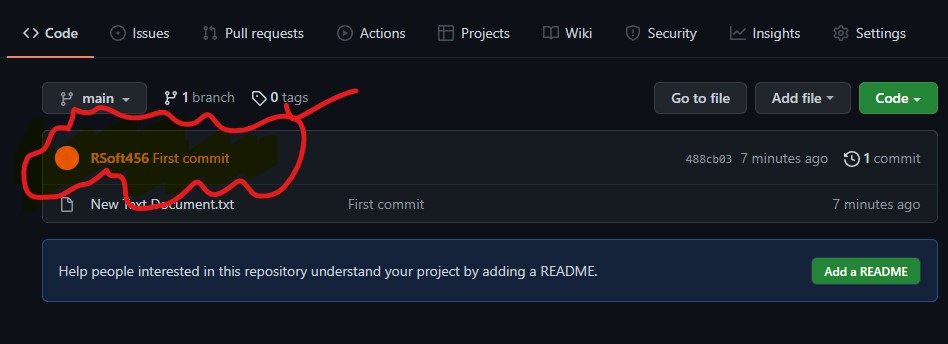 Code Issues Pull requests Actions Projects Wiki Security Insights Settings
main 1 branch 0 tags Go to file Add file Code
RSoft456 First commit 488cb03 7 minutes ago 1 commit
New Text Document.txt First commit 7 minutes ago
Help people interested in this repository understand your project by adding a README. Add a README